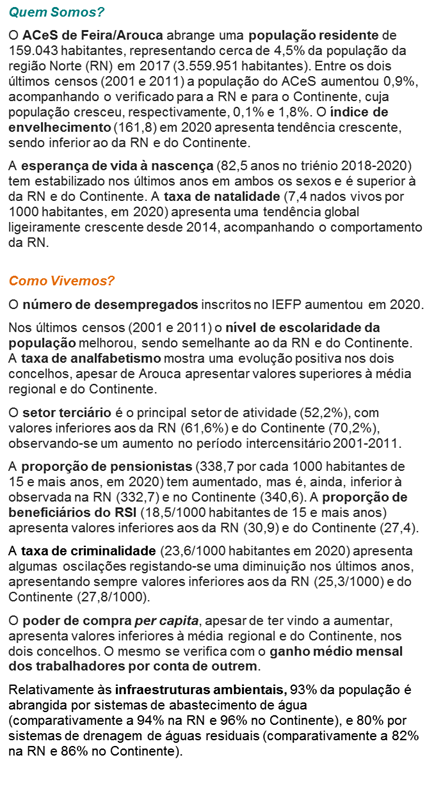 Quem Somos?
O ACeS de Feira/Arouca abrange uma população residente de
159.043 habitantes, representando cerca de 4,5% da população da
região Norte (RN) em 2017 (3.559.951 habitantes). Entre os dois
últimos censos (2001 e 2011) a população do ACeS aumentou 0,9%,
acompanhando o verificado para a RN e para o Continente, cuja
população cresceu, respectivamente, 0,1% e 1,8%. O índice de
envelhecimento (161,8) em 2020 apresenta tendência crescente,
sendo inferior ao da RN e do Continente.
A esperança de vida à nascença (82,5 anos no triénio 2018-2020)
tem estabilizado nos últimos anos em ambos os sexos e é superior à
da RN e do Continente. A taxa de natalidade (7,4 nados vivos por
1000 habitantes, em 2020) apresenta uma tendência global
ligeiramente crescente desde 2014, acompanhando o comportamento
da RN.
Como Vivemos?
O número de desempregados inscritos no IEFP aumentou em 2020.
Nos últimos censos (2001 e 2011) o nível de escolaridade da
população melhorou, sendo semelhante ao da RN e do Continente.
A taxa de analfabetismo mostra uma evolução positiva nos dois
concelhos, apesar de Arouca apresentar valores superiores à média
regional e do Continente.
O setor terciário é o principal setor de atividade (52,2%), com
valores inferiores aos da RN (61,6%) e do Continente (70,2%),
observando-se um aumento no período intercensitário 2001-2011.
A proporção de pensionistas (338,7 por cada 1000 habitantes de
15 e mais anos, em 2020) tem aumentado, mas é, ainda, inferior à
observada na RN (332,7) e no Continente (340,6). A proporção de
beneficiários do RSI (18,5/1000 habitantes de 15 e mais anos)
apresenta valores inferiores aos da RN (30,9) e do Continente (27,4).
A taxa de criminalidade (23,6/1000 habitantes em 2020) apresenta
algumas oscilações registando-se uma diminuição nos últimos anos,
apresentando sempre valores inferiores aos da RN (25,3/1000) e do
Continente (27,8/1000).
O poder de compra per capita, apesar de ter vindo a aumentar,
apresenta valores inferiores à média regional e do Continente, nos
dois concelhos. O mesmo se verifica com o ganho médio mensal
dos trabalhadores por conta de outrem.
Relativamente às infraestruturas ambientais, 93% da população é
abrangida por sistemas de abastecimento de água
(comparativamente a 94% na RN e 96% no Continente), e 80% por
sistemas de drenagem de águas residuais (comparativamente a 82%
na RN e 86% no Continente).